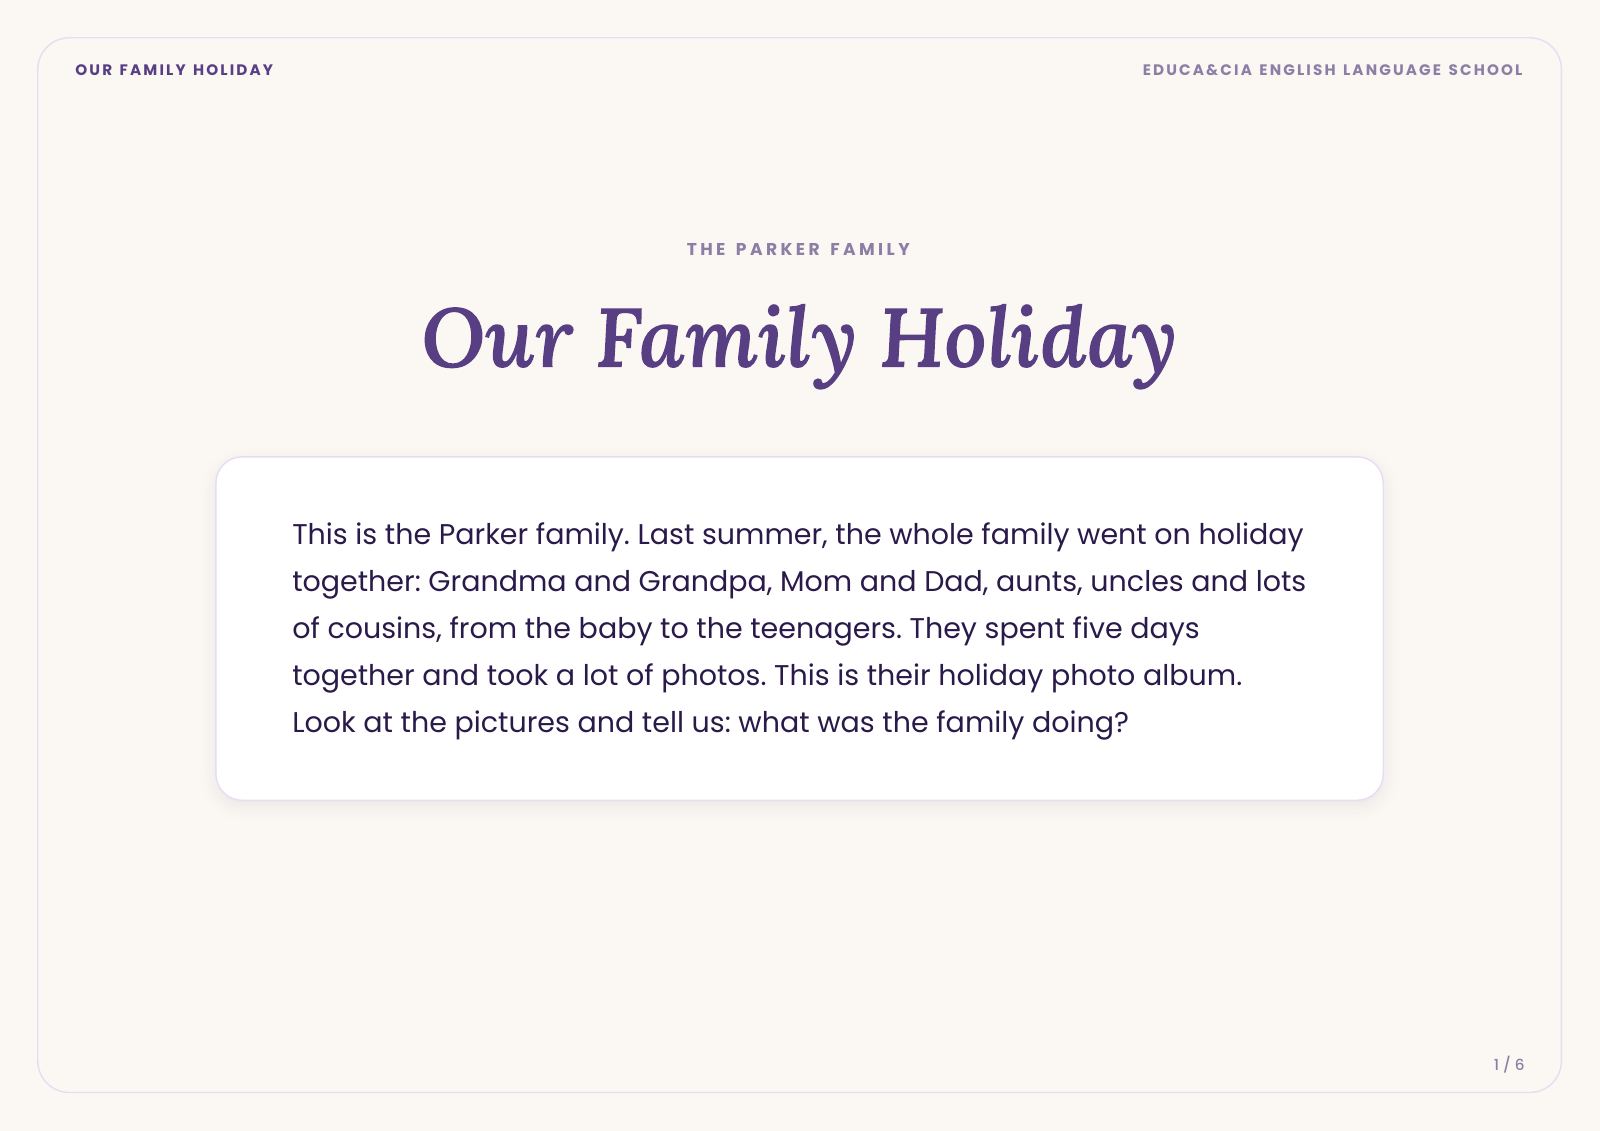 OUR FAMILY HOLIDAY
EDUCA&CIA ENGLISH LANGUAGE SCHOOL
THE PARKER FAMILY
Our Family Holiday
This is the Parker family. Last summer, the whole family went on holiday
together: Grandma and Grandpa, Mom and Dad, aunts, uncles and lots
of cousins, from the baby to the teenagers. They spent five days
together and took a lot of photos. This is their holiday photo album.
Look at the pictures and tell us: what was the family doing?
1 / 6